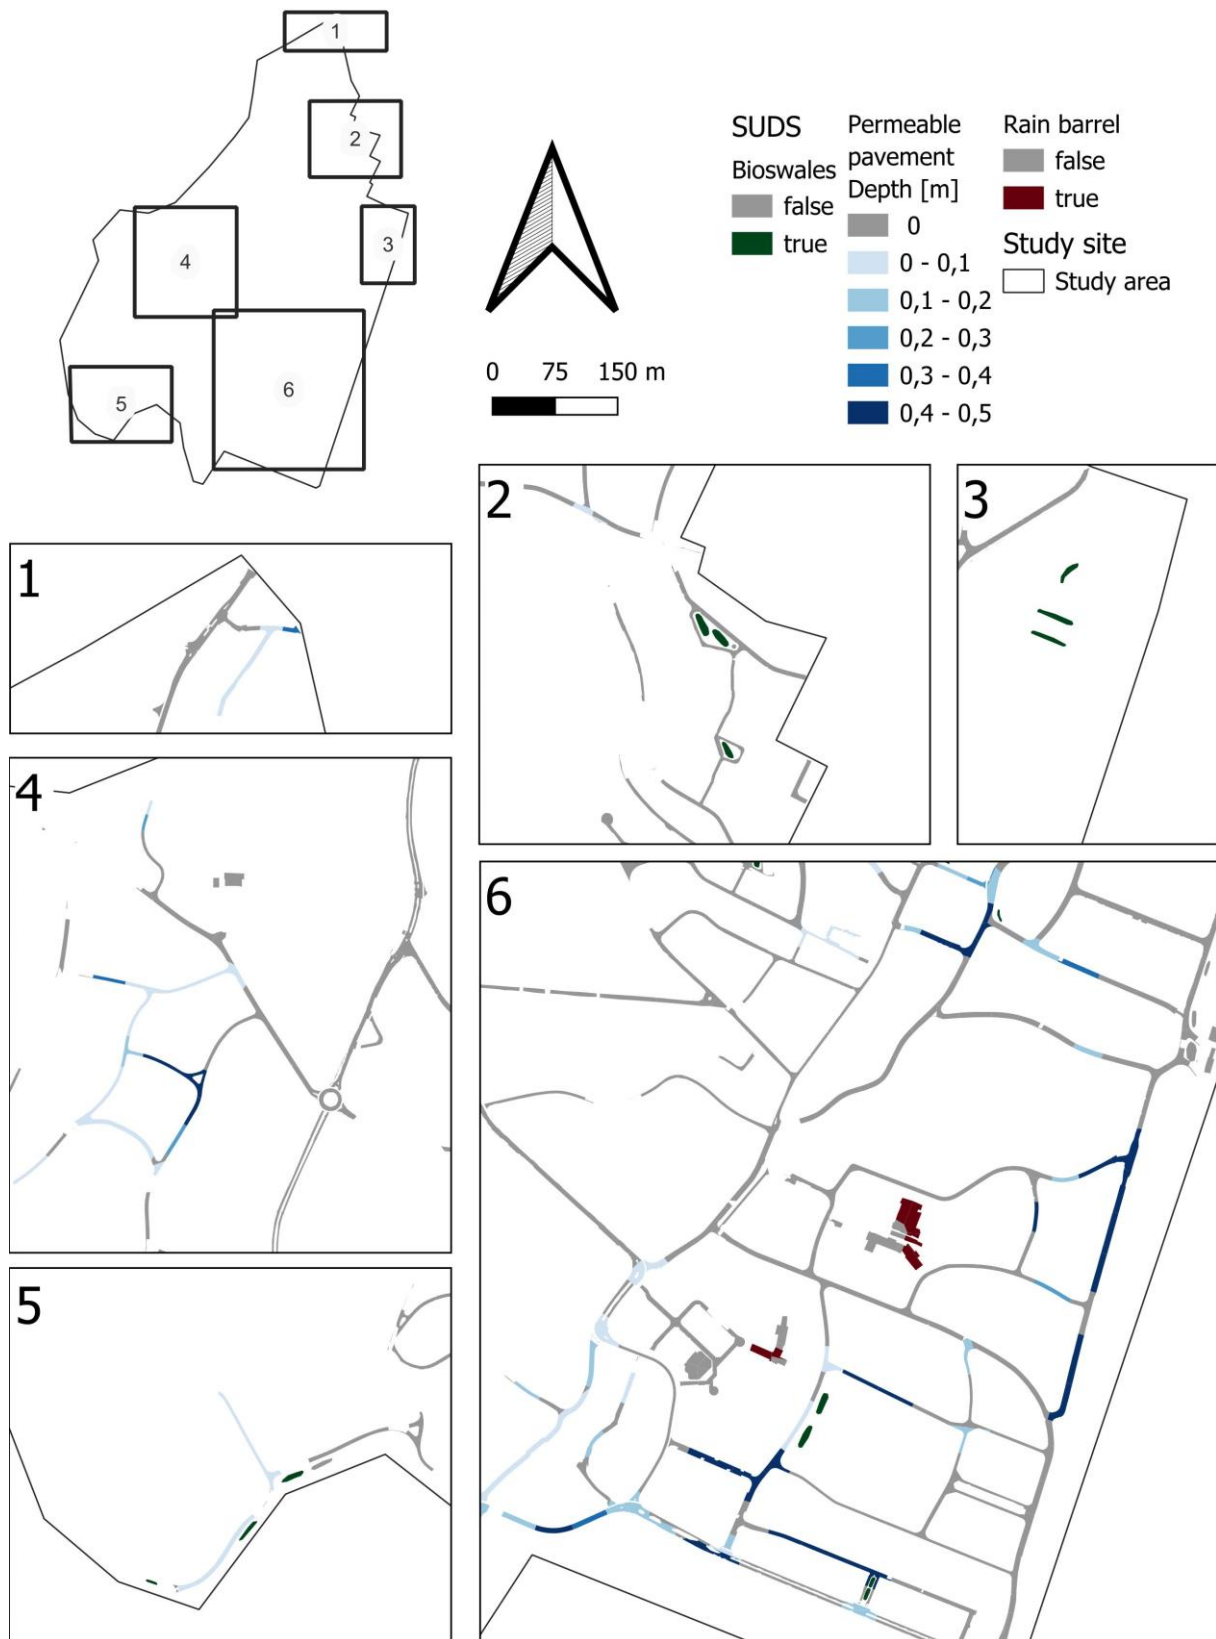 1
2
3
4
5
6
SUDS
Bioswales
false
true
Permeable
pavement
Depth [m]
0
0 - 0,1
0,1 - 0,2
0,2 - 0,3
0,3 - 0,4
0,4 - 0,5
Rain barrel
false
true
Study site
Study area
0 75 150 m
1
2
3
4
5
6